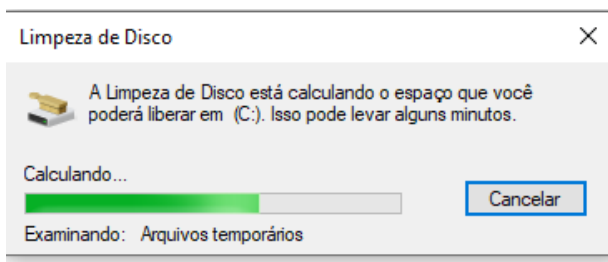 Limpeza de Disco
A Limpeza de Disco está calculando o espaço que você
poderá liberar em (C:). Isso pode levar alguns minutos.
Calculando...
Cancelar
Examinando: Arquivos temporários